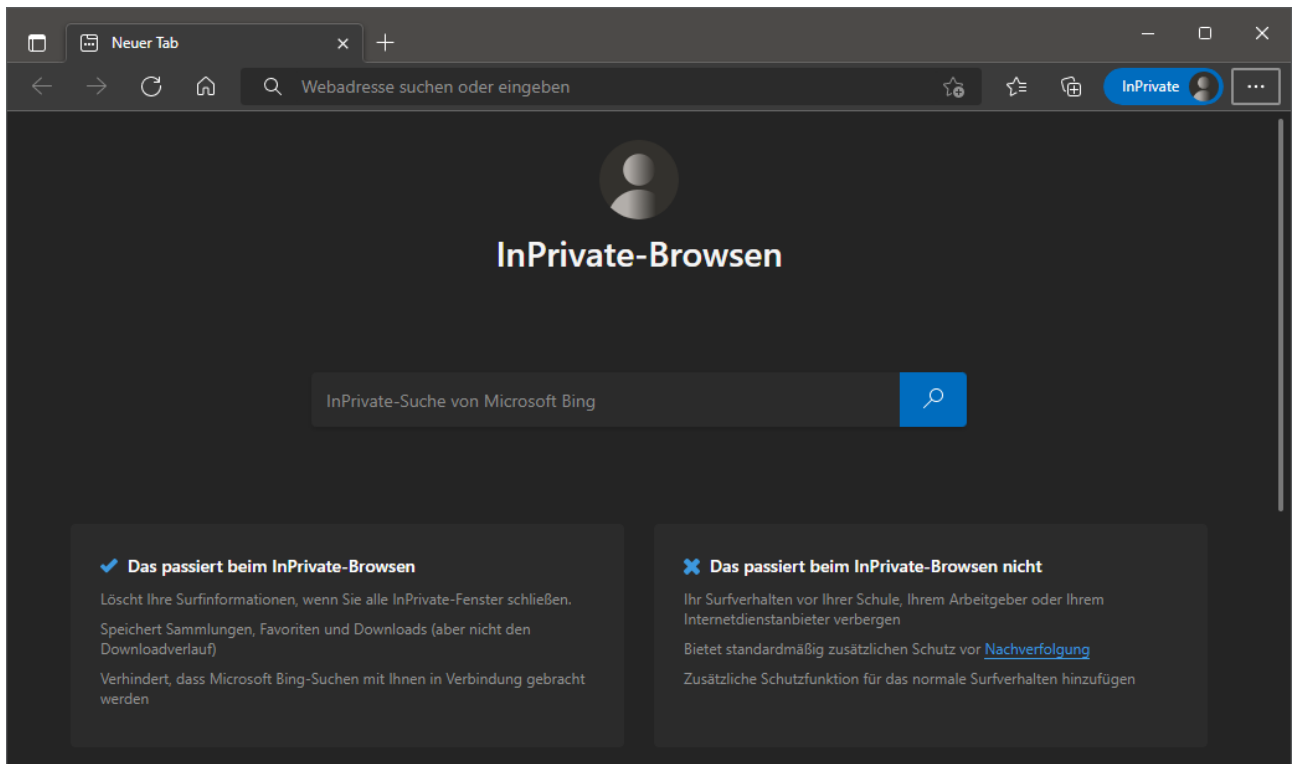 Neuer Tab
Webadresse suchen oder eingeben
InPrivate
InPrivate-Browsen
InPrivate-Suche von Microsoft Bing
Das passiert beim InPrivate-Browsen
Löscht Ihre Surfinformationen, wenn Sie alle InPrivate-Fenster schließen.
Speichert Sammlungen, Favoriten und Downloads (aber nicht den
Downloadverlauf)
Verhindert, dass Microsoft Bing-Suchen mit Ihnen in Verbindung gebracht
werden
Das passiert beim InPrivate-Browsen nicht
Ihr Surfverhalten vor Ihrer Schule, Ihrem Arbeitgeber oder Ihrem
Internetdienstanbieter verbergen
Bietet standardmäßig zusätzlichen Schutz vor Nachverfolgung
Zusätzliche Schutzfunktion für das normale Surfverhalten hinzufügen